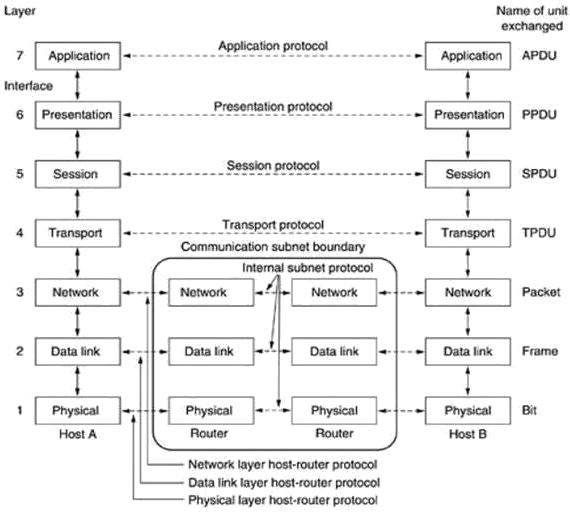 Layer
Name of unit
exchanged
Application protocol
7 Application Application APDU
Interface
Presentation protocol
6 Presentation Presentation PPDU
Session protocol
5 Session Session SPDU
Transport protocol
4 Transport Transport TPDU
Communication subnet boundary
Internal subnet protocol
3 Network Network Network Network Packet
2 Data link Data link Data link Data link Frame
1 Physical Physical Physical Physical Bit
Host A Router Router Host B
Network layer host-router protocol
Data link layer host-router protocol
Physical layer host-router protocol